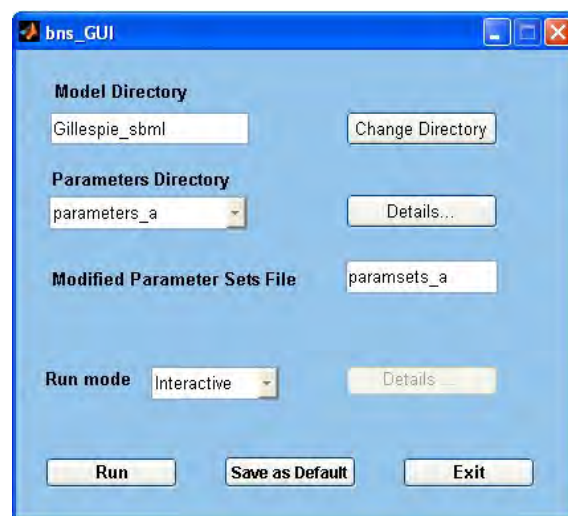 bns_GUI
Model Directory
Gillespie_sbml
Change Directory
Parameters Directory
parameters_a
Details...
Modified Parameter Sets File
paramsets_a
Run mode
Interactive
Details ...
Run
Save as Default
Exit